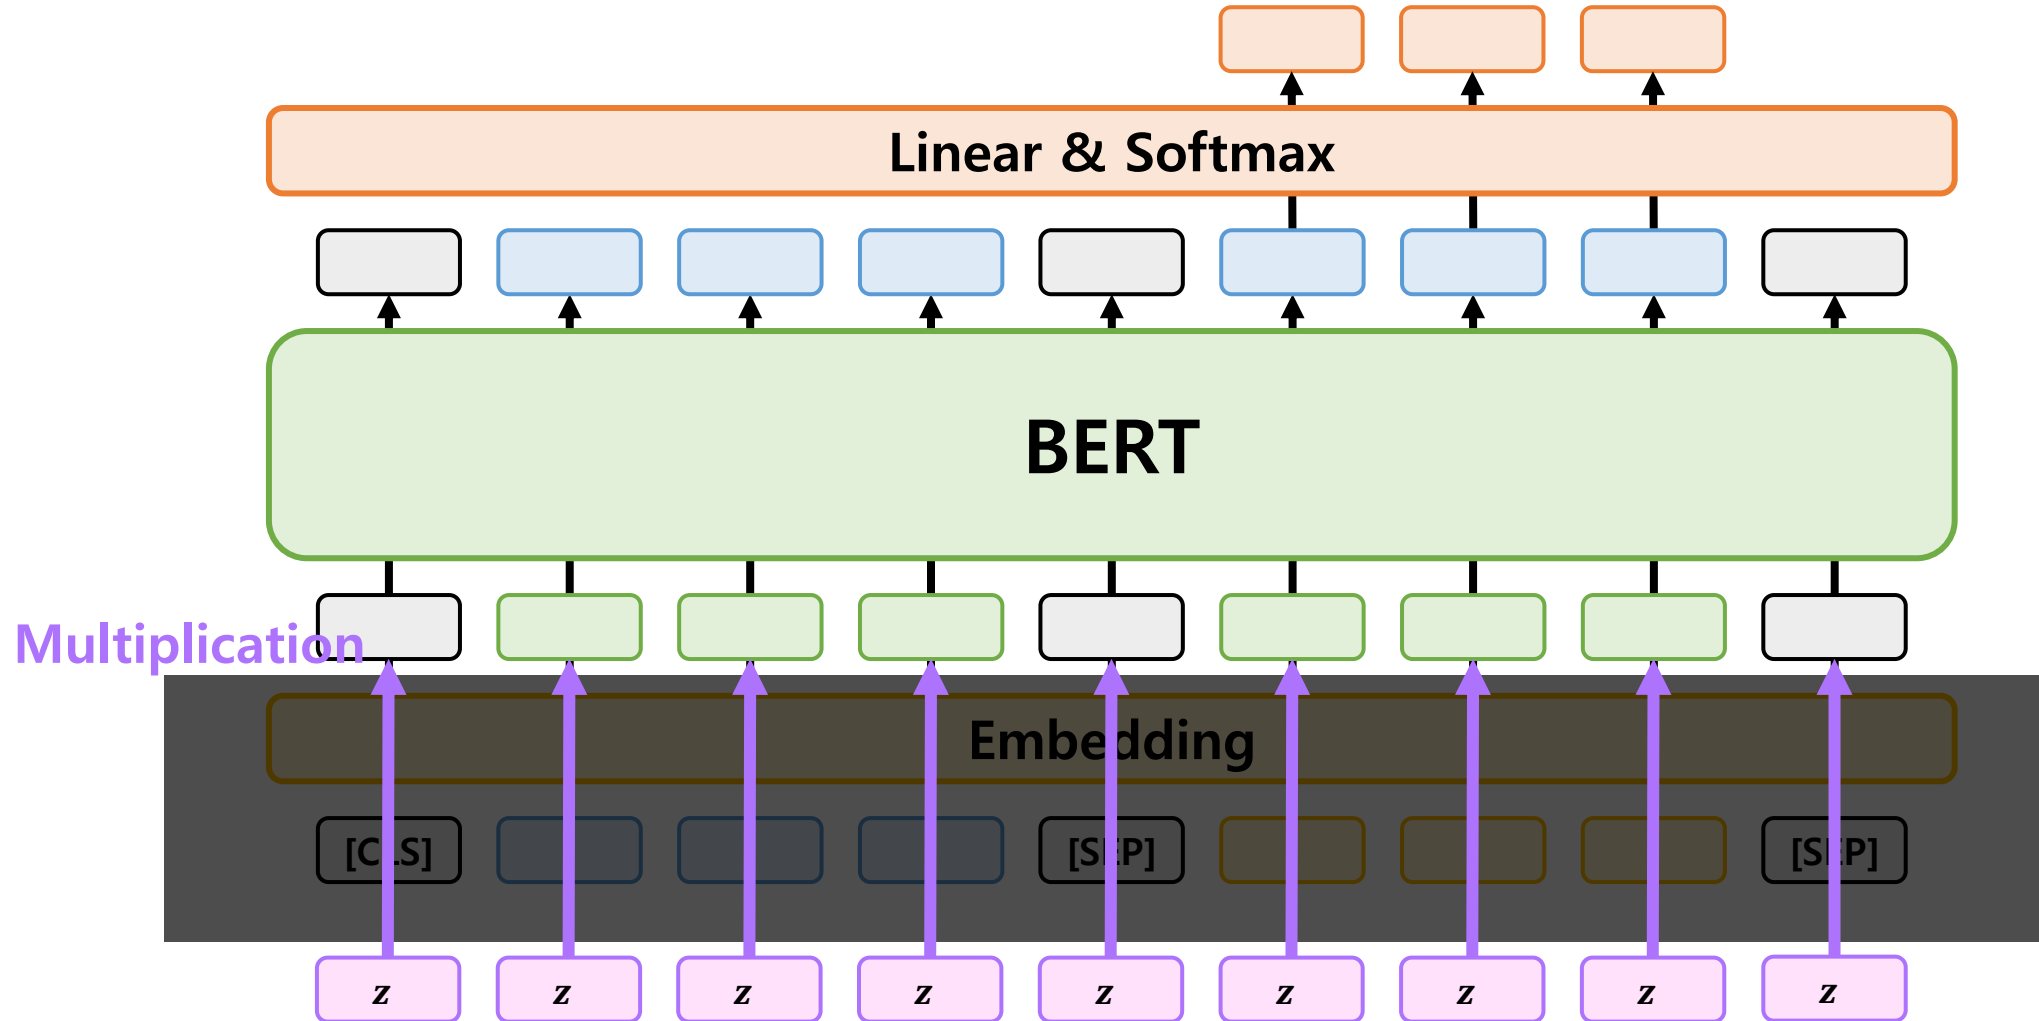 Linear & Softmax
BERT
Multiplication
Embedding
[CLS] [SEP] [SEP]
z z z z z z z z z